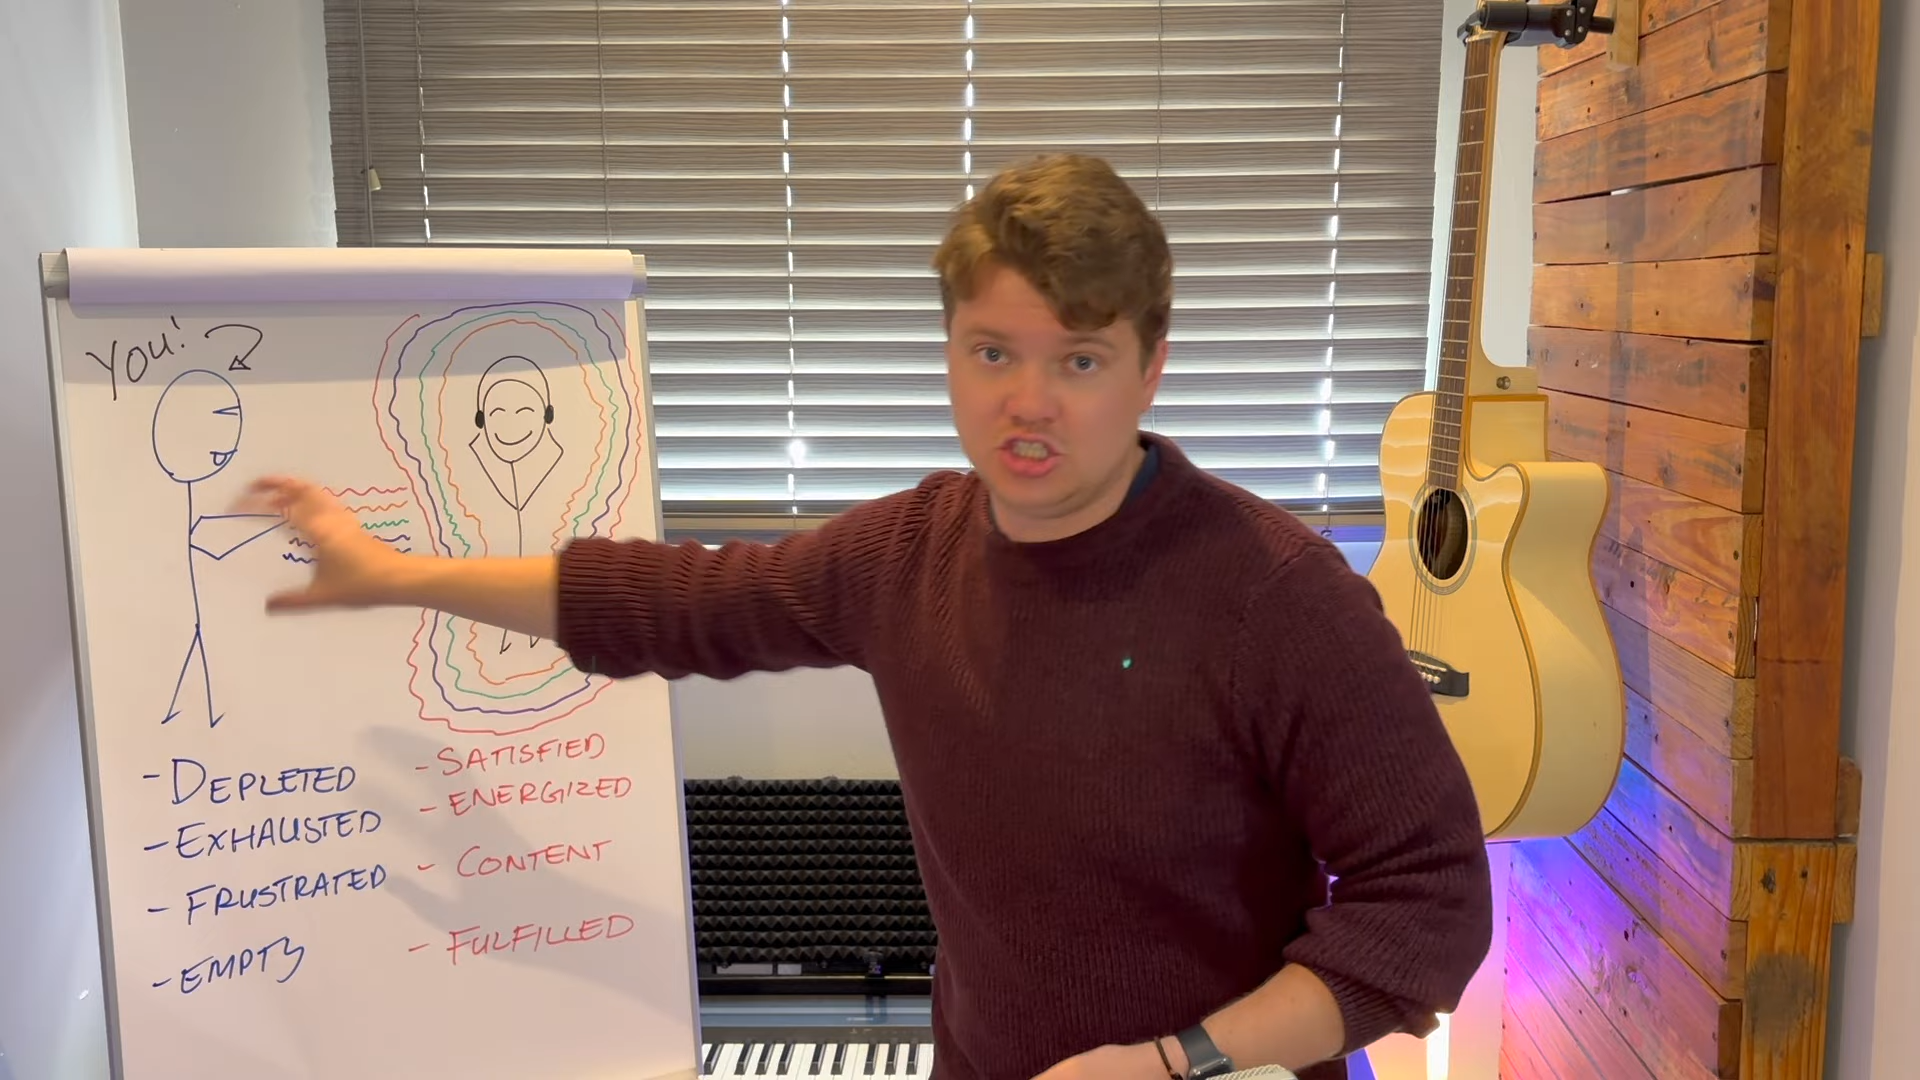 YOU!
- DEPLETED
- EXHAUSTED
- FRUSTRATED
- EMPTY
- SATISFIED
- ENERGIZED
- CONTENT
- FULFILLED